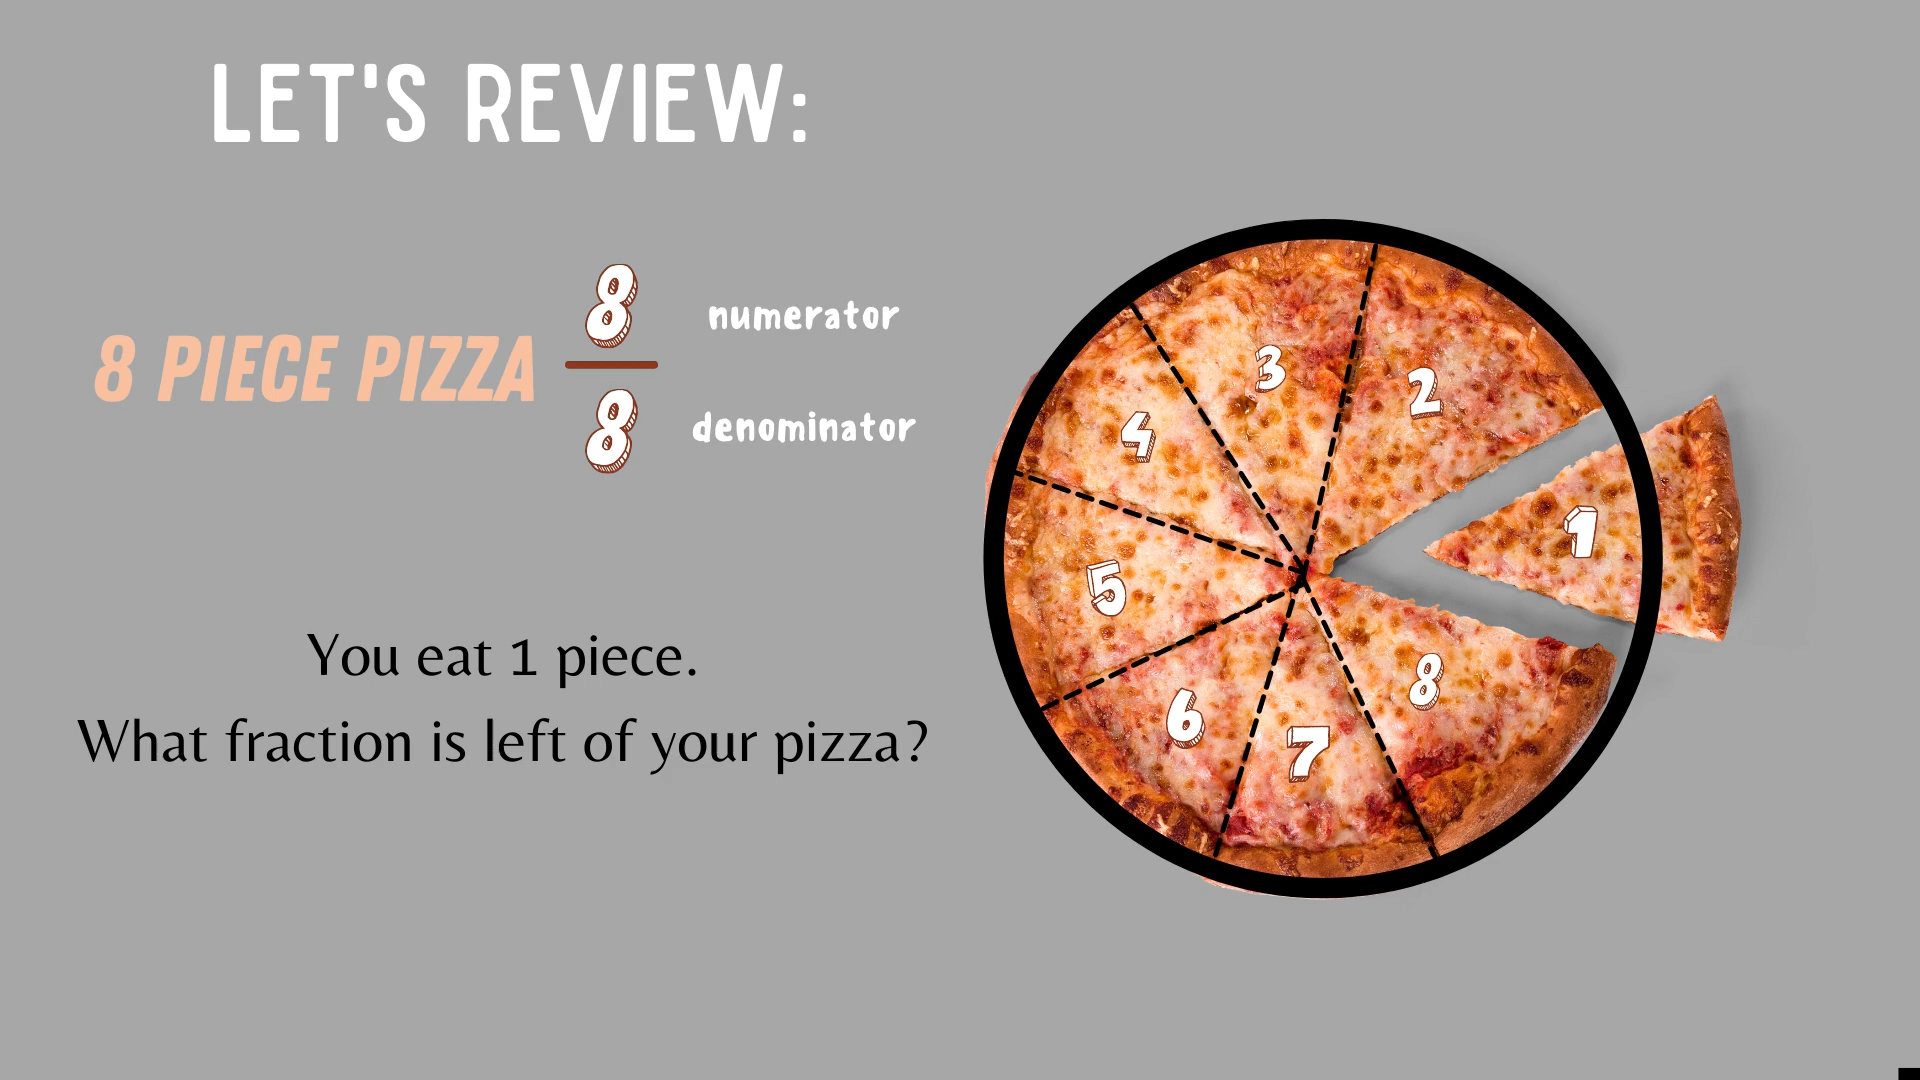 LET'S REVIEW:
8 PIECE PIZZA
8
8
numerator
denominator
You eat 1 piece.
What fraction is left of your pizza?
1
2
3
4
5
6
7
8